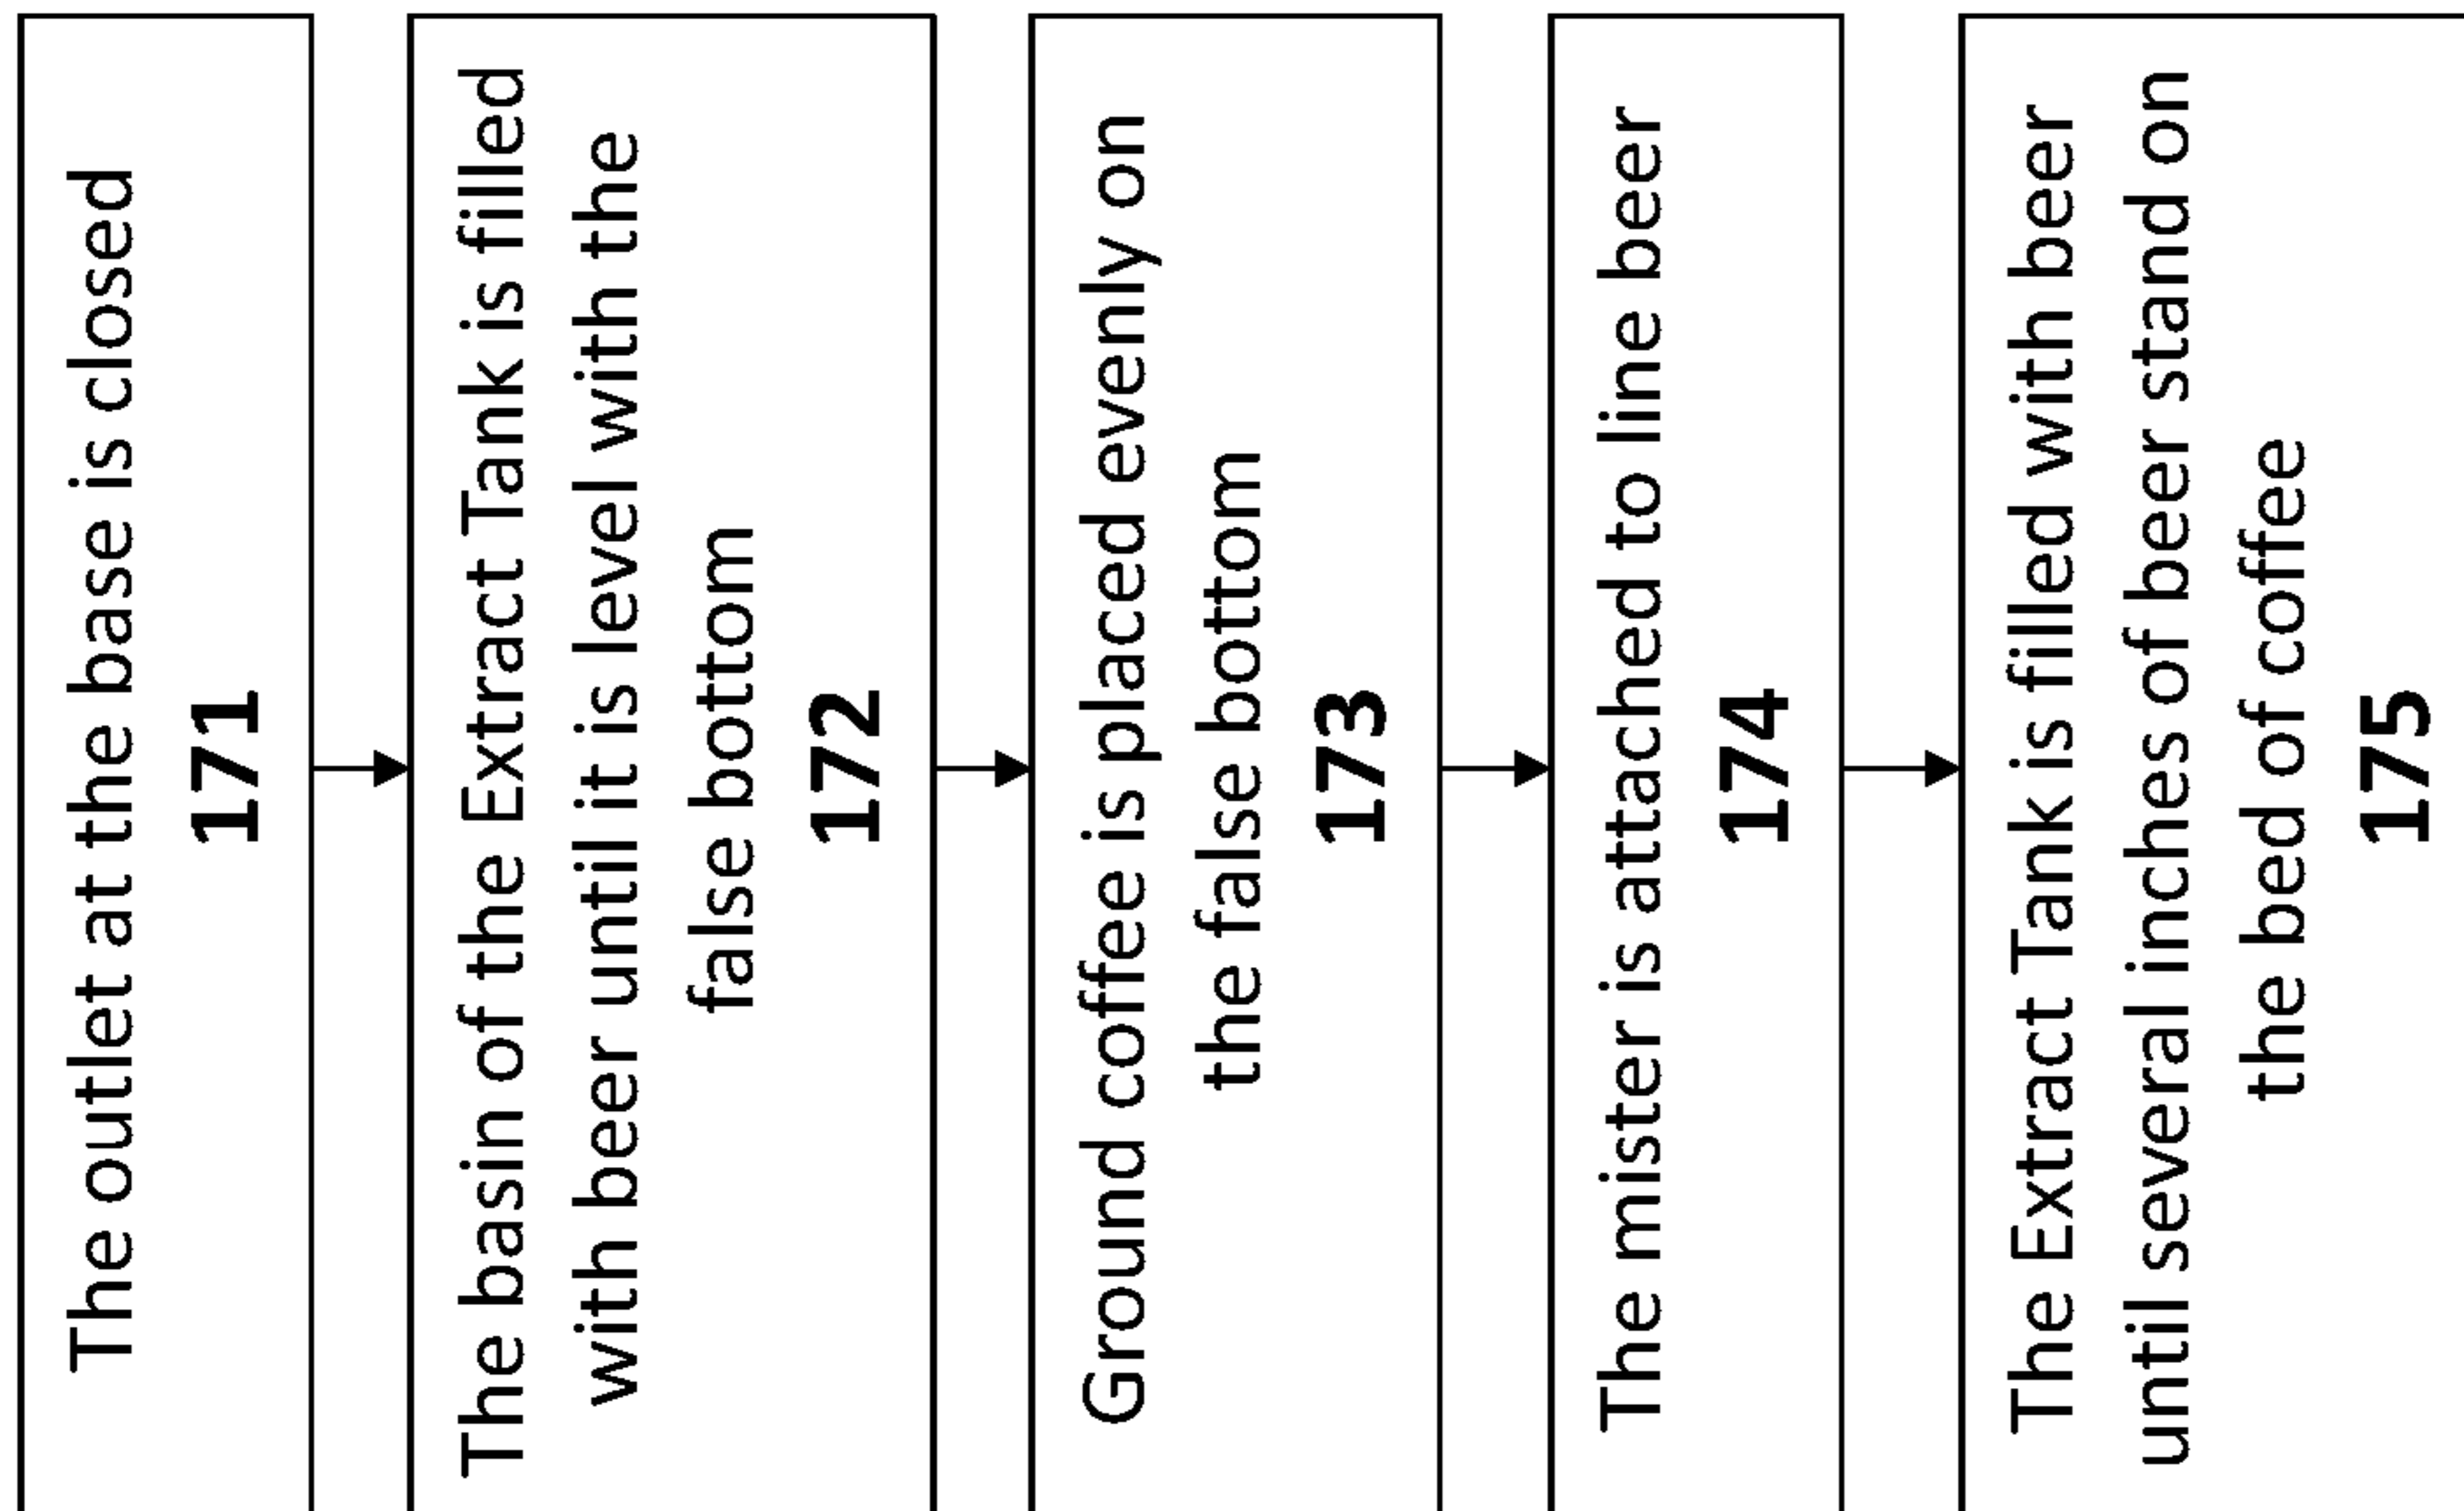 The outlet at the base is closed
171
The basin of the Extract Tank is filled
with beer until it is level with the
false bottom
172
Ground coffee is placed evenly on
the false bottom
173
The mister is attached to line beer
174
The Extract Tank is filled with beer
until several inches of beer stand on
the bed of coffee
175